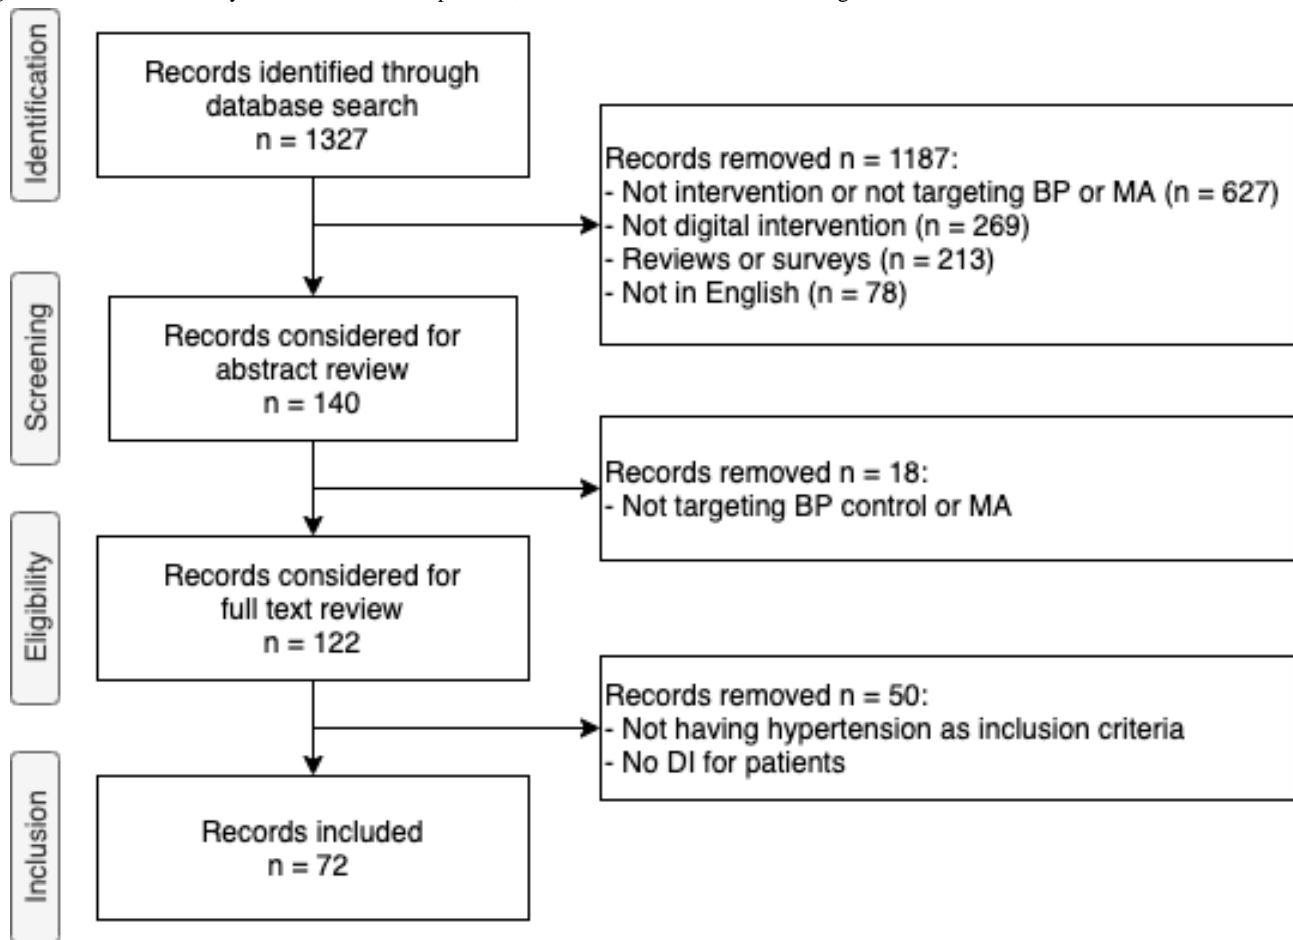 Identification
Records identified through
database search
n = 1327
Records removed n = 1187:
- Not intervention or not targeting BP or MA (n = 627)
- Not digital intervention (n = 269)
- Reviews or surveys (n = 213)
- Not in English (n = 78)
Screening
Records considered for
abstract review
n = 140
Records removed n = 18:
- Not targeting BP control or MA
Eligibility
Records considered for
full text review
n = 122
Records removed n = 50:
- Not having hypertension as inclusion criteria
- No DI for patients
Inclusion
Records included
n = 72